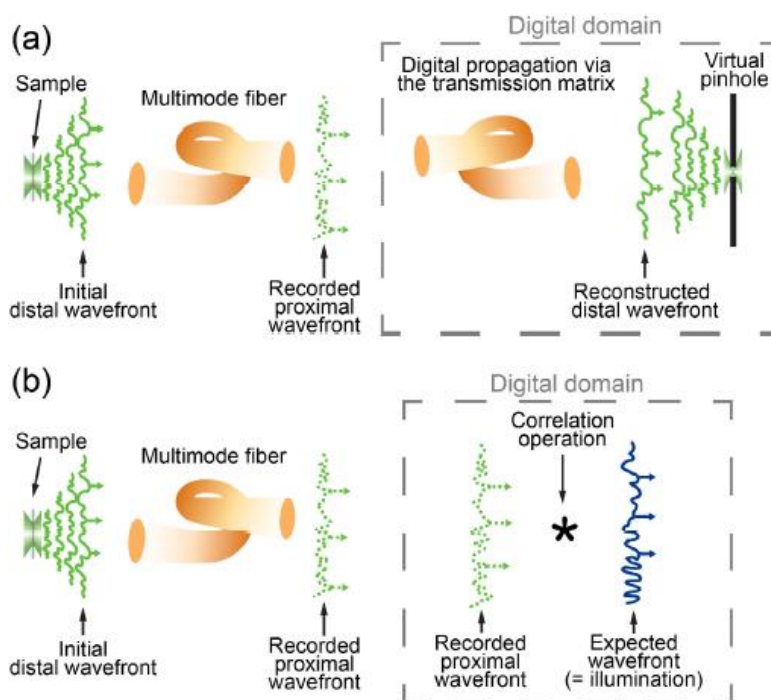 (a)
Digital domain
Sample
Multimode fiber
Digital propagation via
the transmission matrix
Virtual
pinhole
Initial
distal wavefront
Recorded
proximal
wavefront
Reconstructed
distal wavefront
(b)
Digital domain
Sample
Multimode fiber
Correlation
operation
*
Initial
distal wavefront
Recorded
proximal
wavefront
Recorded
proximal
wavefront
Expected
wavefront
(= illumination)